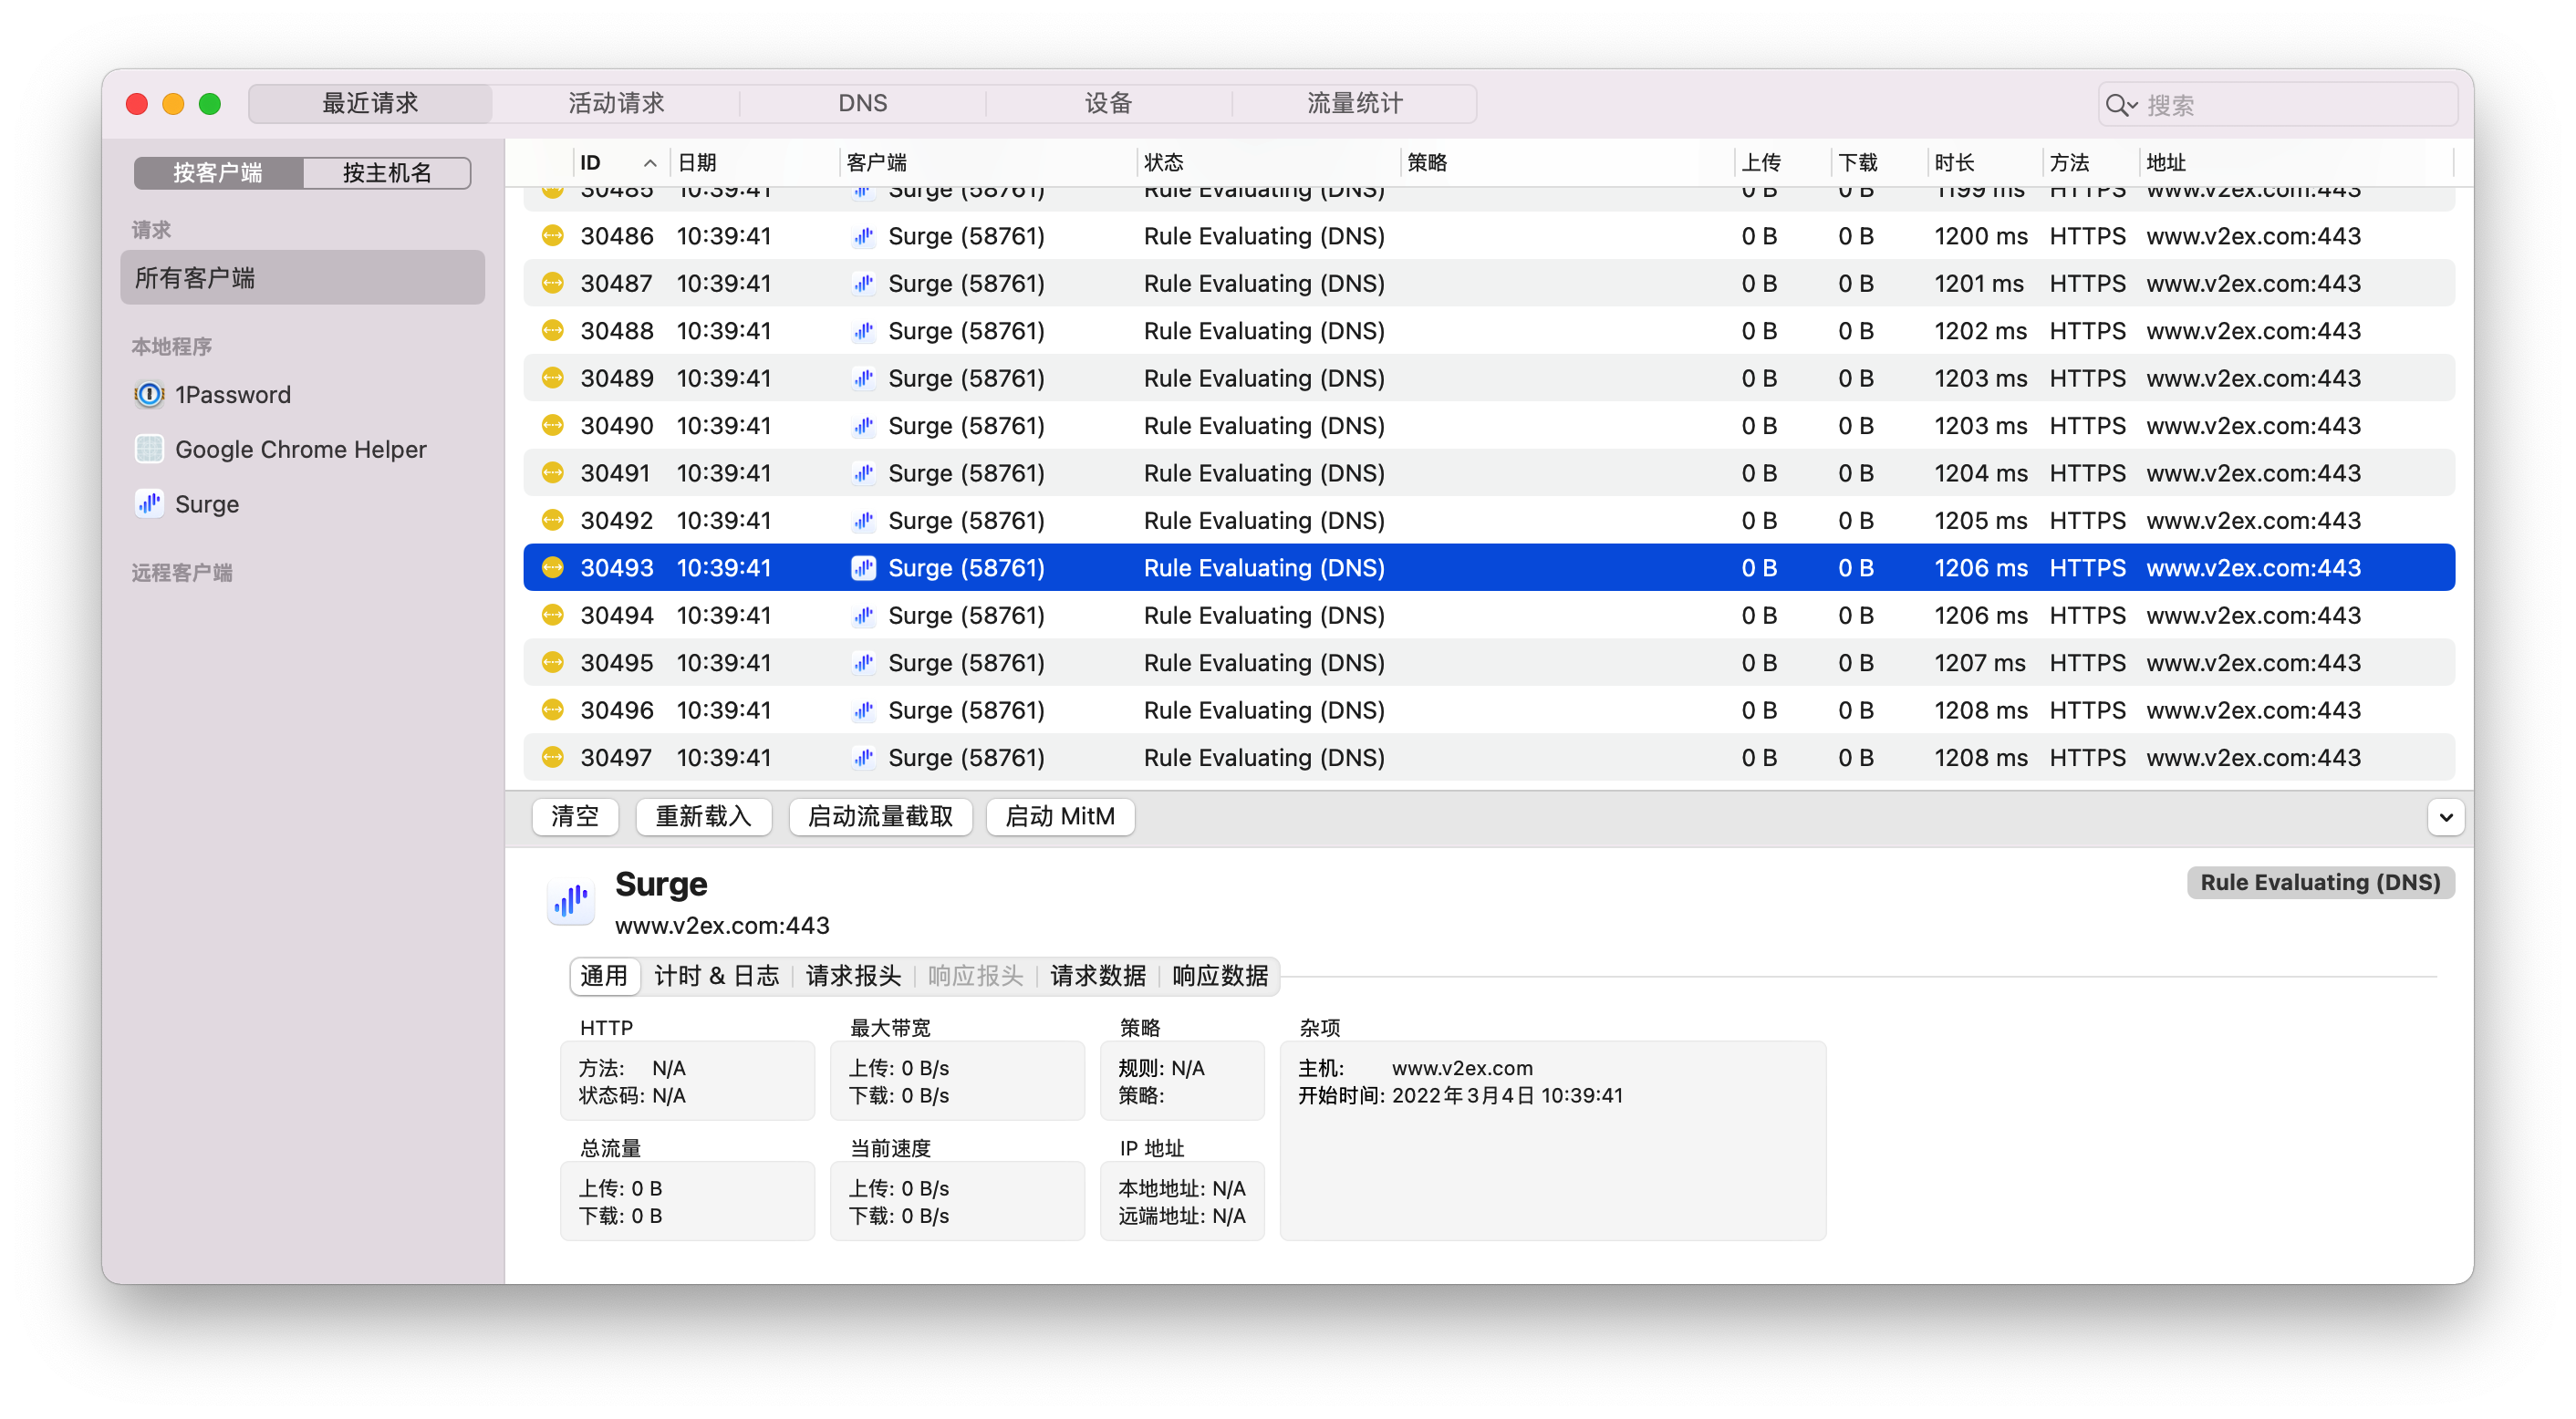 最近请求 活动请求 DNS 设备 流量统计 搜索
按客户端 按主机名
请求
所有客户端
本地程序
1Password
Google Chrome Helper
Surge
远程客户端
ID 日期 客户端 状态 策略 上传 下载 时长 方法 地址
30485 10:39:41 Surge (58761) Rule Evaluating (DNS) 0 B 0 B 1199 ms HTTPS www.v2ex.com:443
30486 10:39:41 Surge (58761) Rule Evaluating (DNS) 0 B 0 B 1200 ms HTTPS www.v2ex.com:443
30487 10:39:41 Surge (58761) Rule Evaluating (DNS) 0 B 0 B 1201 ms HTTPS www.v2ex.com:443
30488 10:39:41 Surge (58761) Rule Evaluating (DNS) 0 B 0 B 1202 ms HTTPS www.v2ex.com:443
30489 10:39:41 Surge (58761) Rule Evaluating (DNS) 0 B 0 B 1203 ms HTTPS www.v2ex.com:443
30490 10:39:41 Surge (58761) Rule Evaluating (DNS) 0 B 0 B 1203 ms HTTPS www.v2ex.com:443
30491 10:39:41 Surge (58761) Rule Evaluating (DNS) 0 B 0 B 1204 ms HTTPS www.v2ex.com:443
30492 10:39:41 Surge (58761) Rule Evaluating (DNS) 0 B 0 B 1205 ms HTTPS www.v2ex.com:443
30493 10:39:41 Surge (58761) Rule Evaluating (DNS) 0 B 0 B 1206 ms HTTPS www.v2ex.com:443
30494 10:39:41 Surge (58761) Rule Evaluating (DNS) 0 B 0 B 1206 ms HTTPS www.v2ex.com:443
30495 10:39:41 Surge (58761) Rule Evaluating (DNS) 0 B 0 B 1207 ms HTTPS www.v2ex.com:443
30496 10:39:41 Surge (58761) Rule Evaluating (DNS) 0 B 0 B 1208 ms HTTPS www.v2ex.com:443
30497 10:39:41 Surge (58761) Rule Evaluating (DNS) 0 B 0 B 1208 ms HTTPS www.v2ex.com:443
清空 重新载入 启动流量截取 启动 MitM
Surge
Rule Evaluating (DNS)
www.v2ex.com:443
通用 计时 & 日志 请求报头 响应报头 请求数据 响应数据
HTTP
方法: N/A
状态码: N/A
最大带宽
上传: 0 B/s
下载: 0 B/s
策略
规则: N/A
策略:
杂项
主机: www.v2ex.com
开始时间: 2022年3月4日 10:39:41
总流量
上传: 0 B
下载: 0 B
当前速度
上传: 0 B/s
下载: 0 B/s
IP 地址
本地地址: N/A
远端地址: N/A